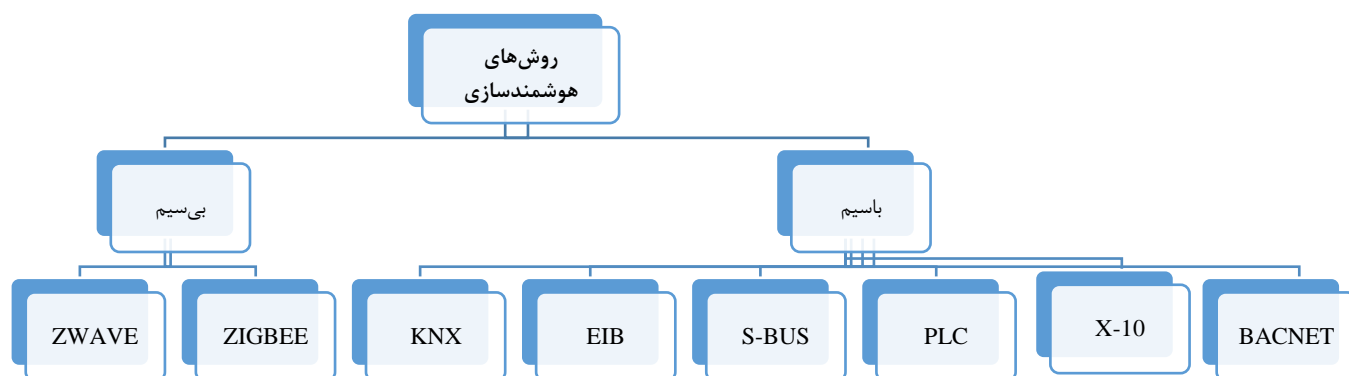 روش‌های
هوشمندسازی
بی‌سیم
باسیم
ZWAVE
ZIGBEE
KNX
EIB
S-BUS
PLC
X-10
BACNET